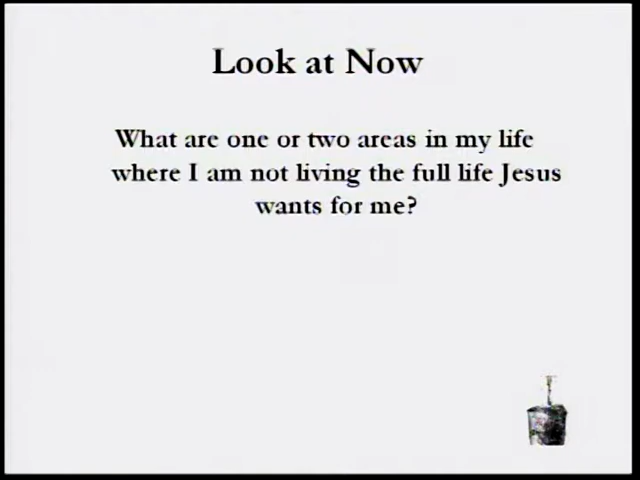 Look at Now
What are one or two areas in my life
where I am not living the full life Jesus
wants for me?